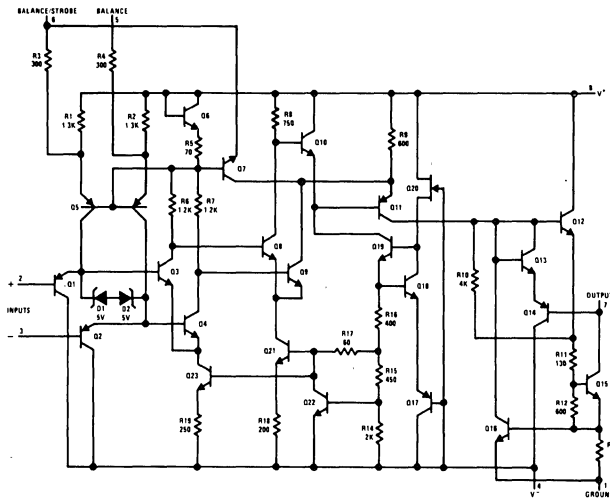 BALANCE/STROBE
6
BALANCE
5
R3
300
R4
300
8
V+
R1
1.3K
R2
1.3K
Q6
R8
750
Q10
R9
600
R5
70
Q7
Q20
Q5
R6
1.2K
R7
1.2K
Q11
Q12
Q8
Q19
Q13
+
2
Q1
Q3
Q9
Q18
R10
4K
OUTPUT
7
D1
5V
D2
5V
Q14
INPUTS
R16
400
-
3
Q2
Q4
R17
60
R11
130
Q21
Q15
Q23
R15
450
R12
600
Q22
Q17
R19
250
R18
200
R14
2K
Q16
R
4
V-
1
GROUN